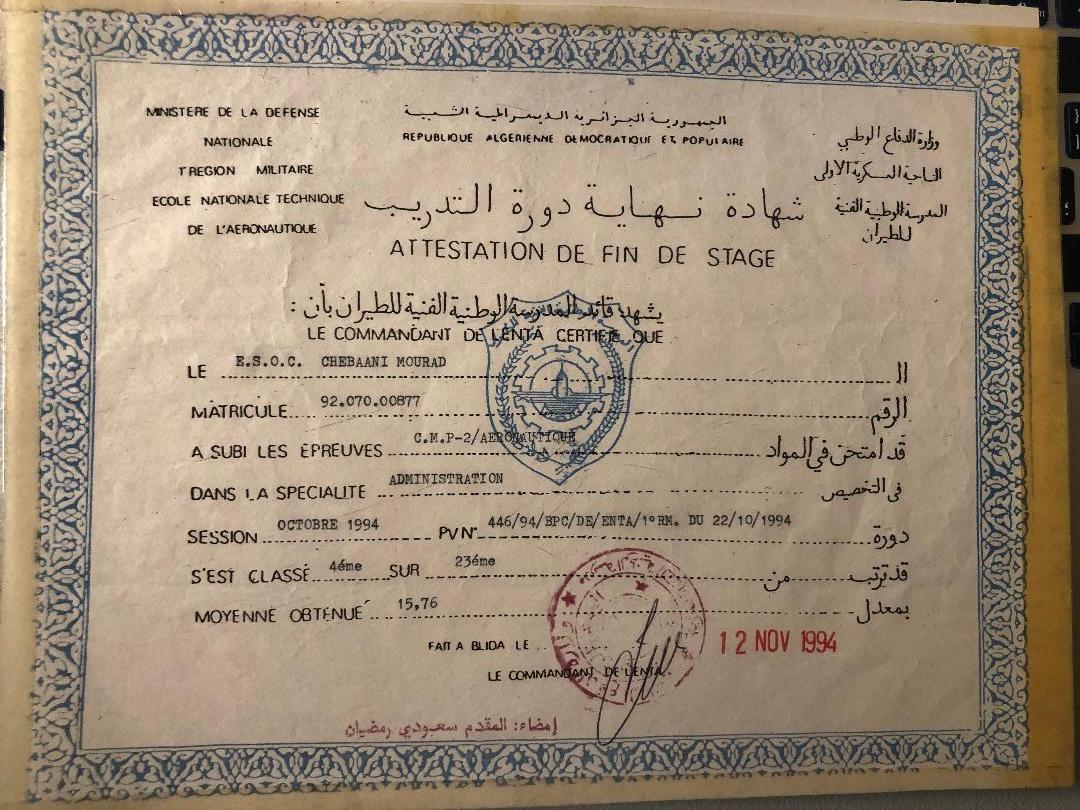 MINISTERE DE LA DEFENSE
NATIONALE
1°REGION MILITAIRE
ECOLE NATIONALE TECHNIQUE
DE L'AERONAUTIQUE
الجمهورية الجزائرية الديمقراطية الشعبية
REPUBLIQUE ALGERIENNE DEMOCRATIQUE ET POPULAIRE
وزارة الدفاع الوطني
الناحية العسكرية الاولى
المدرسة الوطنية الفنية
للطيران
شهادة نهاية دورة التدريب
ATTESTATION DE FIN DE STAGE
يشهد قائد المدرسة الوطنية الفنية للطيران بأن :
LE COMMANDANT DE L'ENTA CERTIFIE QUE
LE E.S.O.C. CHEBAANI MOURAD ال
MATRICULE 92.070.00877 الرقم
A SUBI LES ÉPREUVES C.M.P-2/AERONAUTIQUE قد امتحن في المواد
DANS LA SPECIALITE ADMINISTRATION في التخصيص
SESSION OCTOBRE 1994 PV N° 446/94/BPC/DE/ENTA/1°RM. DU 22/10/1994 دورة
S'EST CLASSÉ 4éme SUR 23éme من قد ترتب
MOYENNE OBTENUE 15,76 بمعدل
FAIT A BLIDA LE 12 NOV 1994
LE COMMANDANT DE L'ENTA
إمضاء: المقدم سعودي رمضان